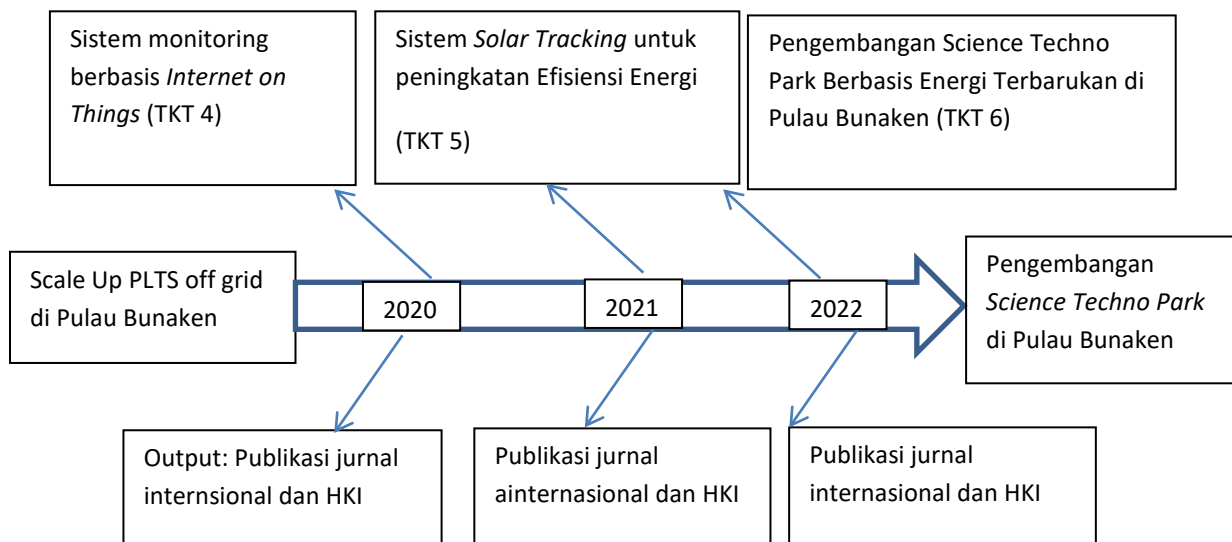 Sistem monitoring
berbasis Internet on
Things (TKT 4)
Sistem Solar Tracking untuk
peningkatan Efisiensi Energi
(TKT 5)
Pengembangan Science Techno
Park Berbasis Energi Terbarukan di
Pulau Bunaken (TKT 6)
Scale Up PLTS off grid
di Pulau Bunaken
2020
2021
2022
Pengembangan
Science Techno Park
di Pulau Bunaken
Output: Publikasi jurnal
internsional dan HKI
Publikasi jurnal
ainternasional dan HKI
Publikasi jurnal
internasional dan HKI